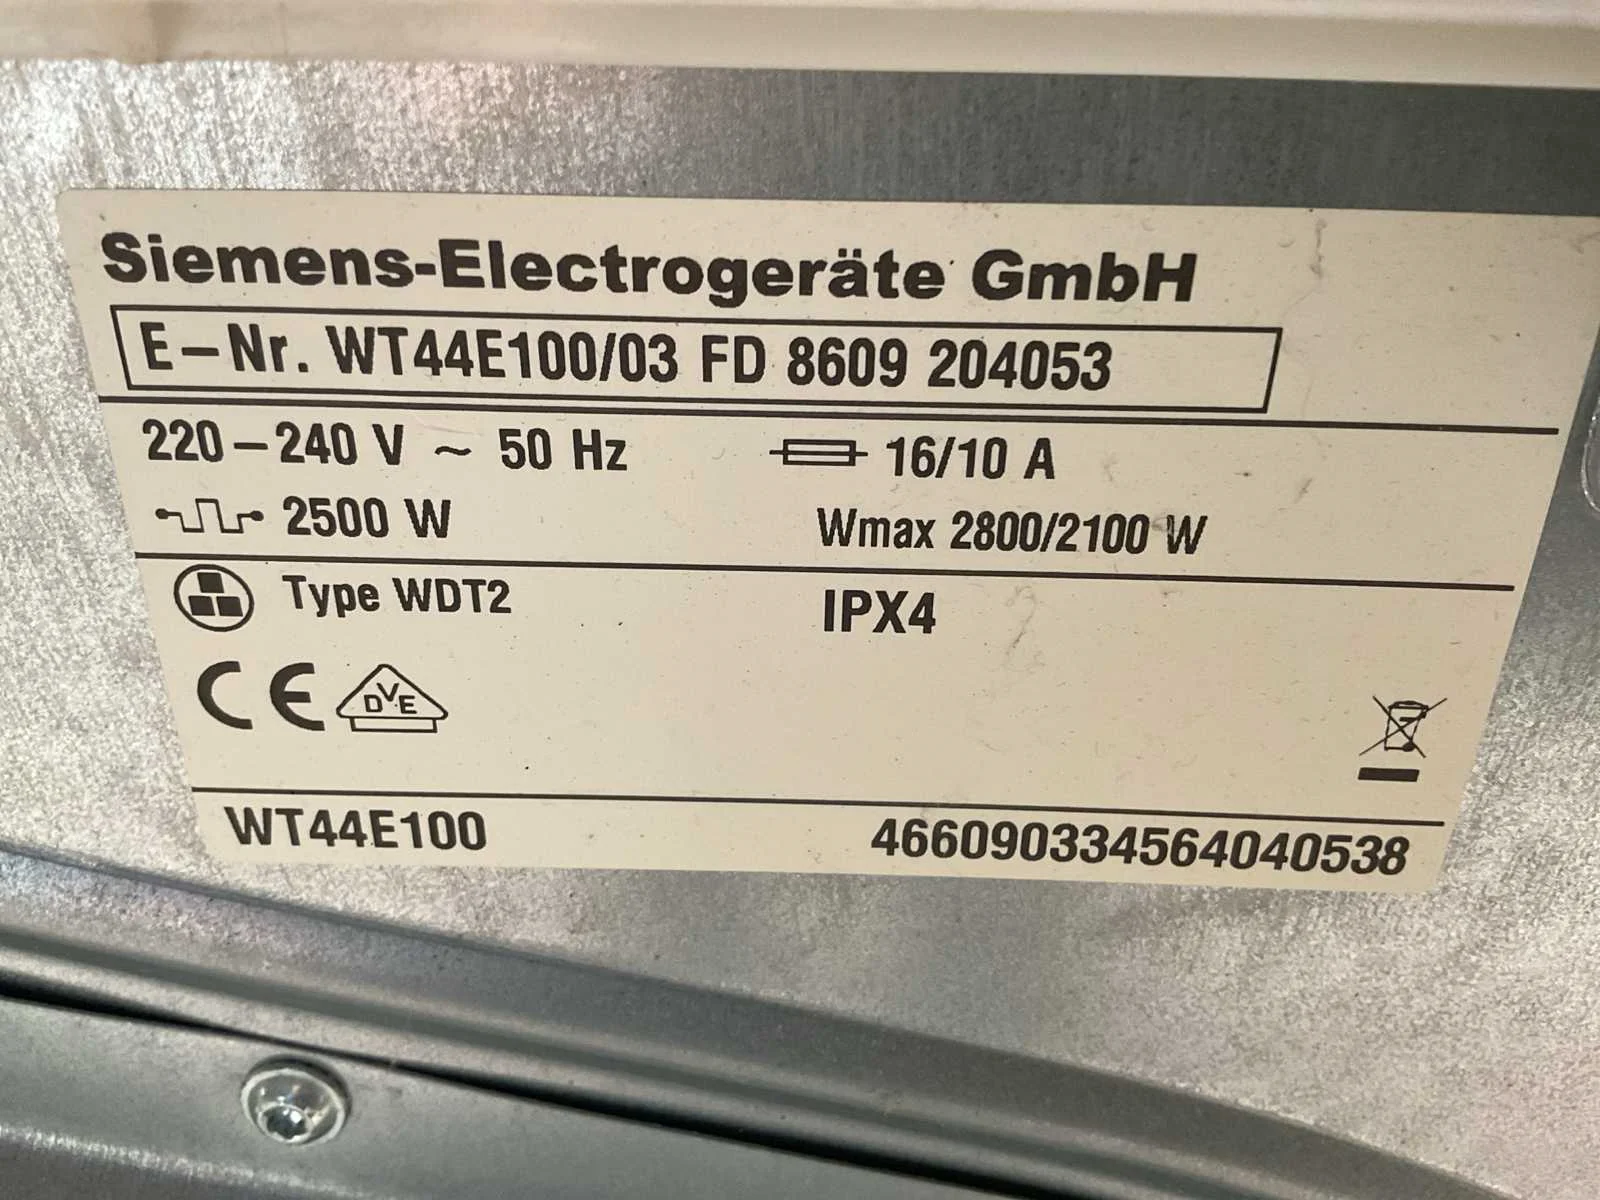 Siemens-Electrogeräte GmbH
E-Nr. WT44E100/03 FD 8609 204053
220-240 V ~ 50 Hz 16/10 A
2500 W Wmax 2800/2100 W
Type WDT2 IPX4
CE DVE
WT44E100 466090334564040538